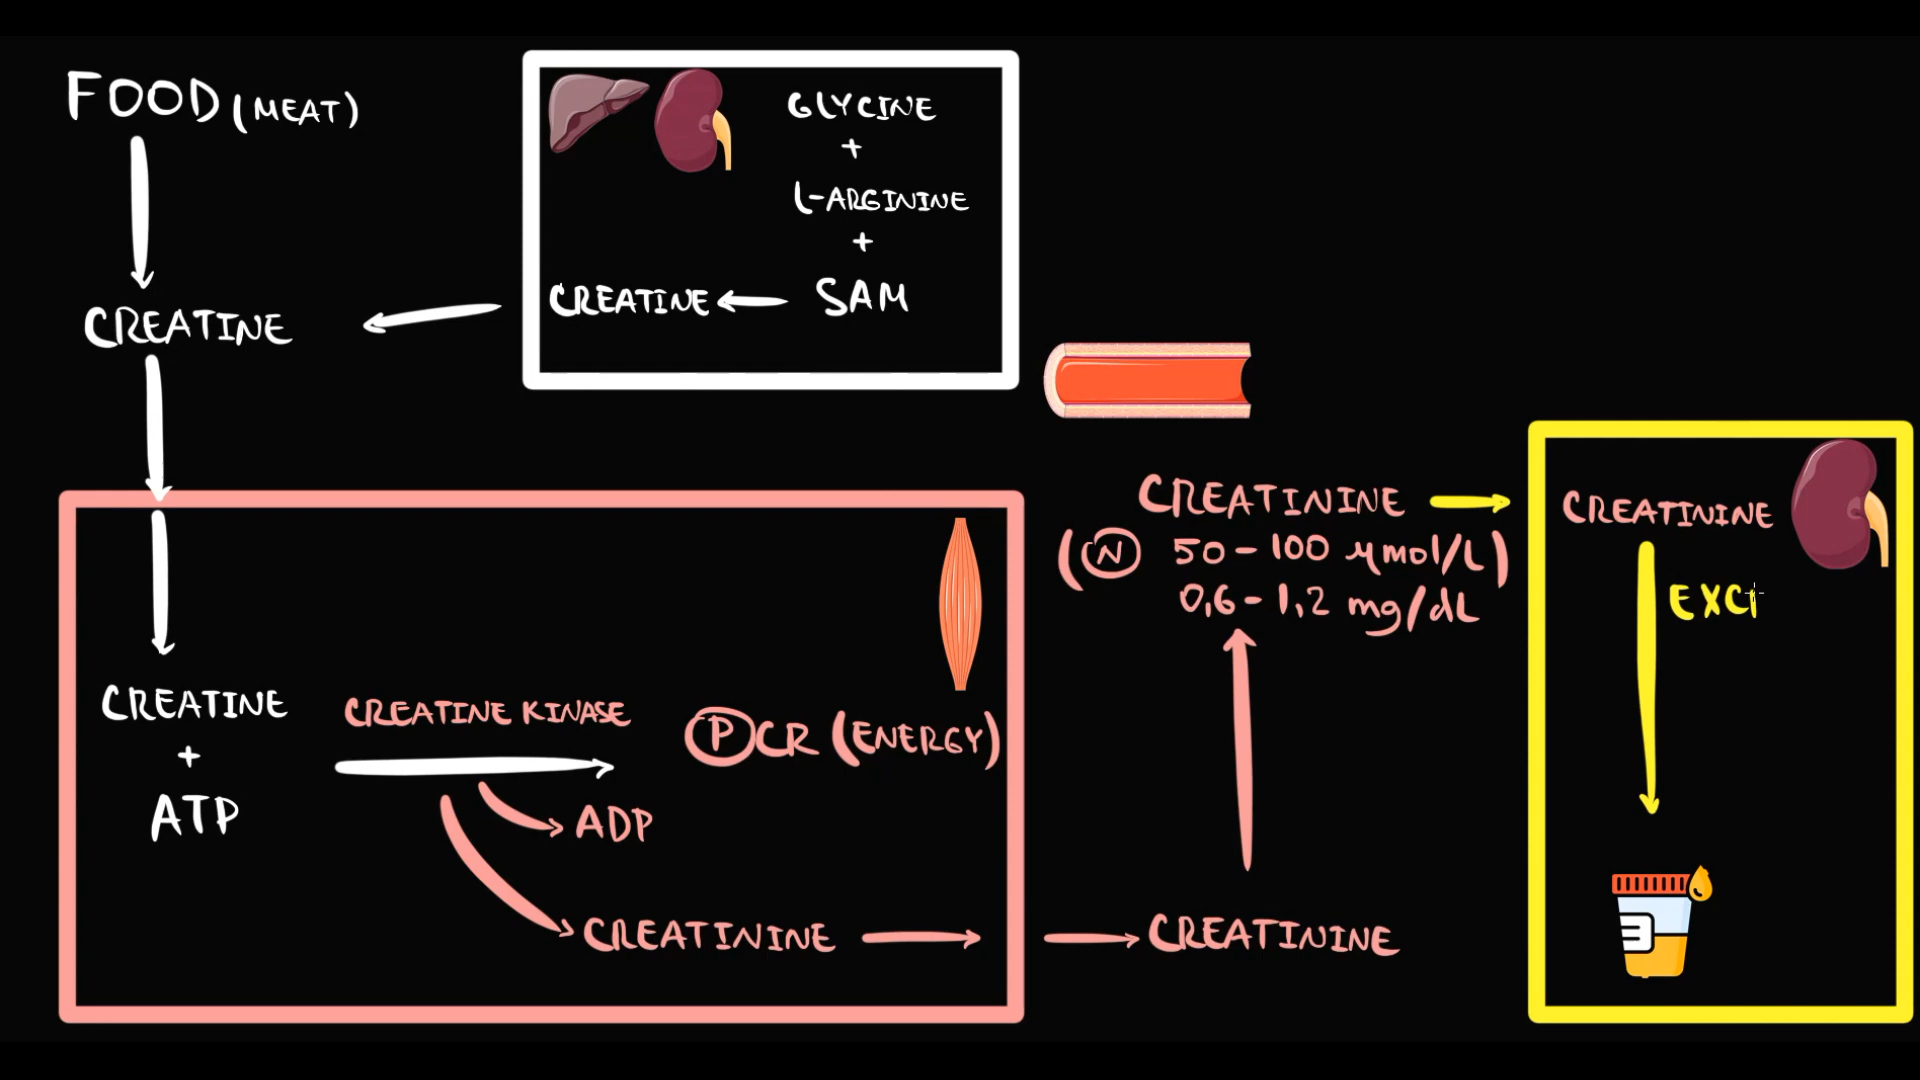 FOOD (MEAT)
CREATINE
GLYCINE
+
L-ARGININE
+
CREATINE SAM
CREATINE
+
ATP
CREATINE KINASE
P CR (ENERGY)
ADP
CREATININE
CREATININE
CREATININE
(N 50-100 µmol/L)
0,6-1,2 mg/dL
CREATININE
EXC